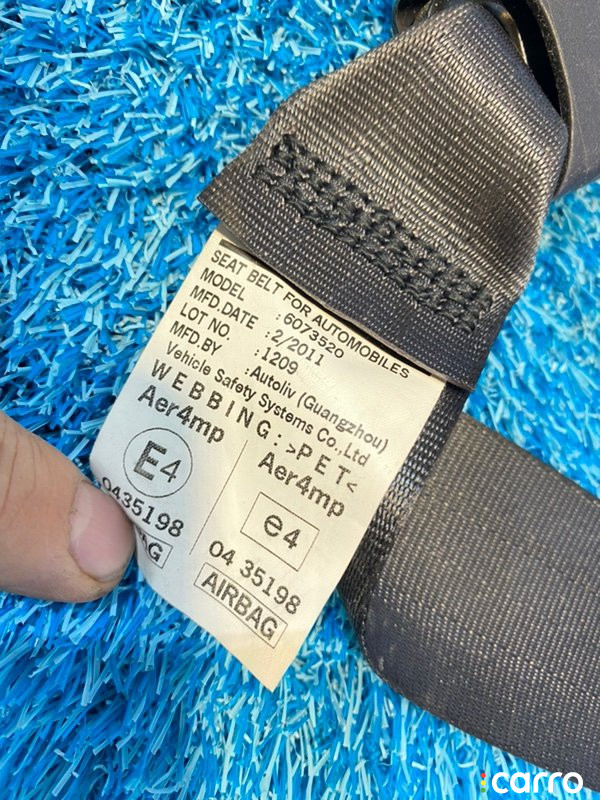 SEAT BELT FOR AUTOMOBILES
MODEL :6073520
MFD.DATE :2/2011
LOT NO. :1209
MFD.BY :Autoliv (Guangzhou)
Vehicle Safety Systems Co.,Ltd
WEBBING:>PET<
Aer4mp Aer4mp
E4 e4
0435198 04 35198
AIRBAG
carro